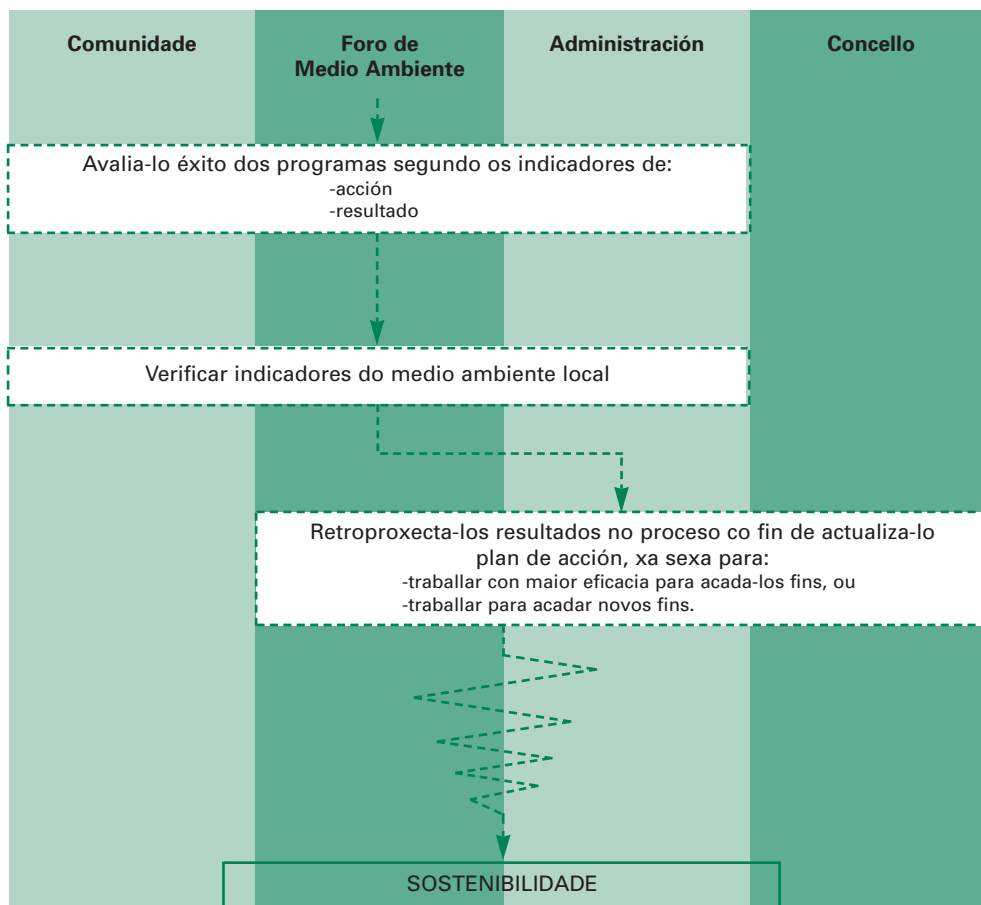 Comunidade
Foro de
Medio Ambiente
Administración
Concello
Avalia-lo éxito dos programas segundo os indicadores de:
-acción
-resultado
Verificar indicadores do medio ambiente local
Retroproxecta-los resultados no proceso co fin de actualiza-lo
plan de acción, xa sexa para:
-traballar con maior eficacia para acada-los fins, ou
-traballar para acadar novos fins.
SOSTENIBILIDADE